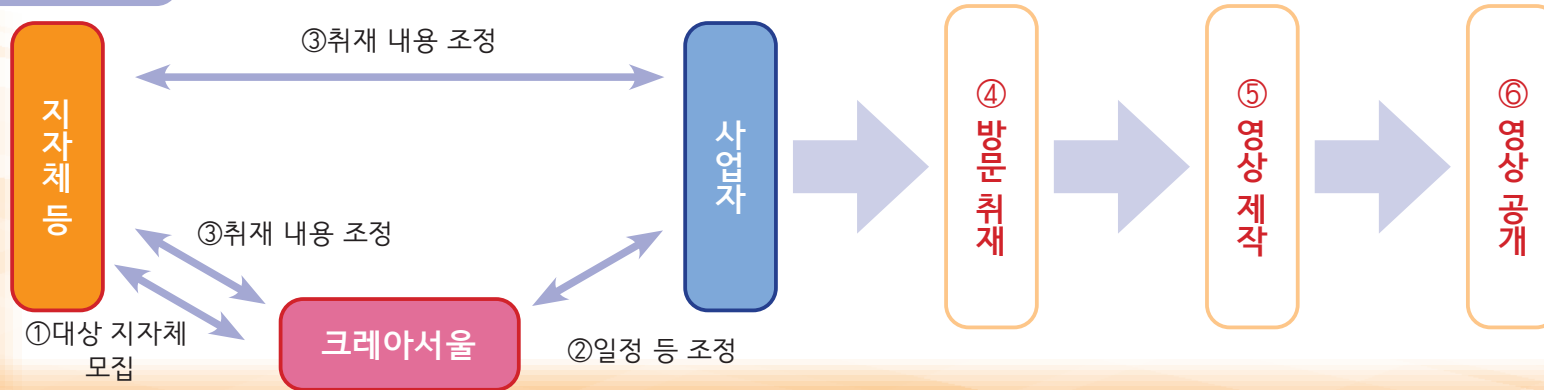 ③취재 내용 조정
지자체 등
사업자
④ 방문 취재
⑤ 영상 제작
⑥ 영상 공개
③취재 내용 조정
①대상 지자체
모집
크레아서울
②일정 등 조정